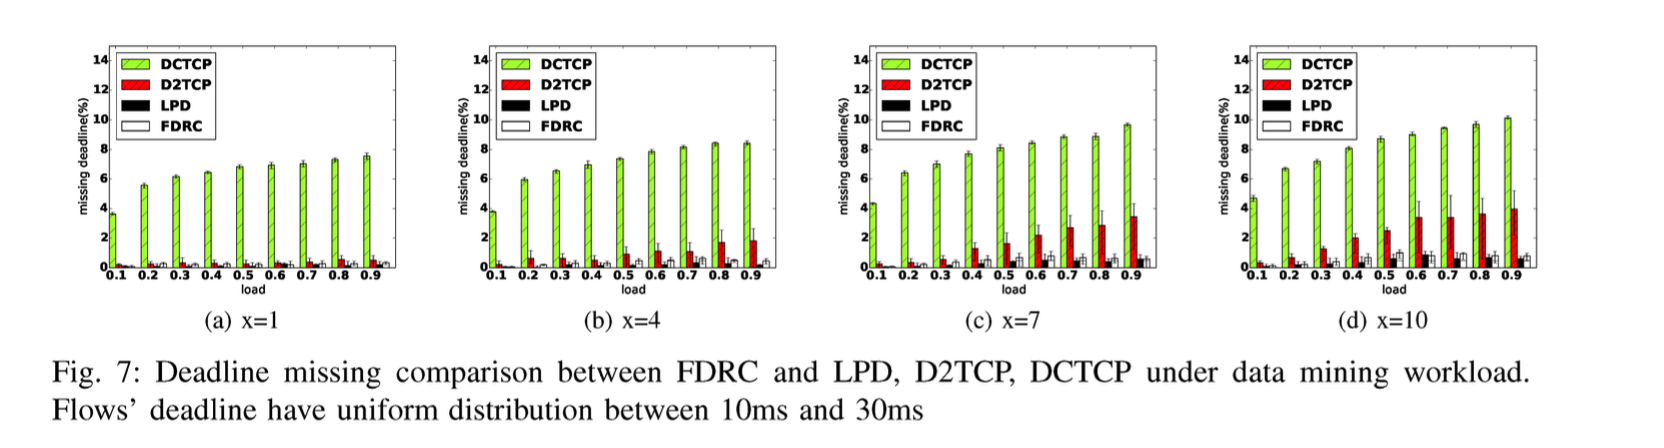 14
12
10
8
6
4
2
0
missing deadline(%)
DCTCP
D2TCP
LPD
FDRC
0.1 0.2 0.3 0.4 0.5 0.6 0.7 0.8 0.9
load
(a) x=1
14
12
10
8
6
4
2
0
missing deadline(%)
DCTCP
D2TCP
LPD
FDRC
0.1 0.2 0.3 0.4 0.5 0.6 0.7 0.8 0.9
load
(b) x=4
14
12
10
8
6
4
2
0
missing deadline(%)
DCTCP
D2TCP
LPD
FDRC
0.1 0.2 0.3 0.4 0.5 0.6 0.7 0.8 0.9
load
(c) x=7
14
12
10
8
6
4
2
0
missing deadline(%)
DCTCP
D2TCP
LPD
FDRC
0.1 0.2 0.3 0.4 0.5 0.6 0.7 0.8 0.9
load
(d) x=10
Fig. 7: Deadline missing comparison between FDRC and LPD, D2TCP, DCTCP under data mining workload.
Flows' deadline have uniform distribution between 10ms and 30ms